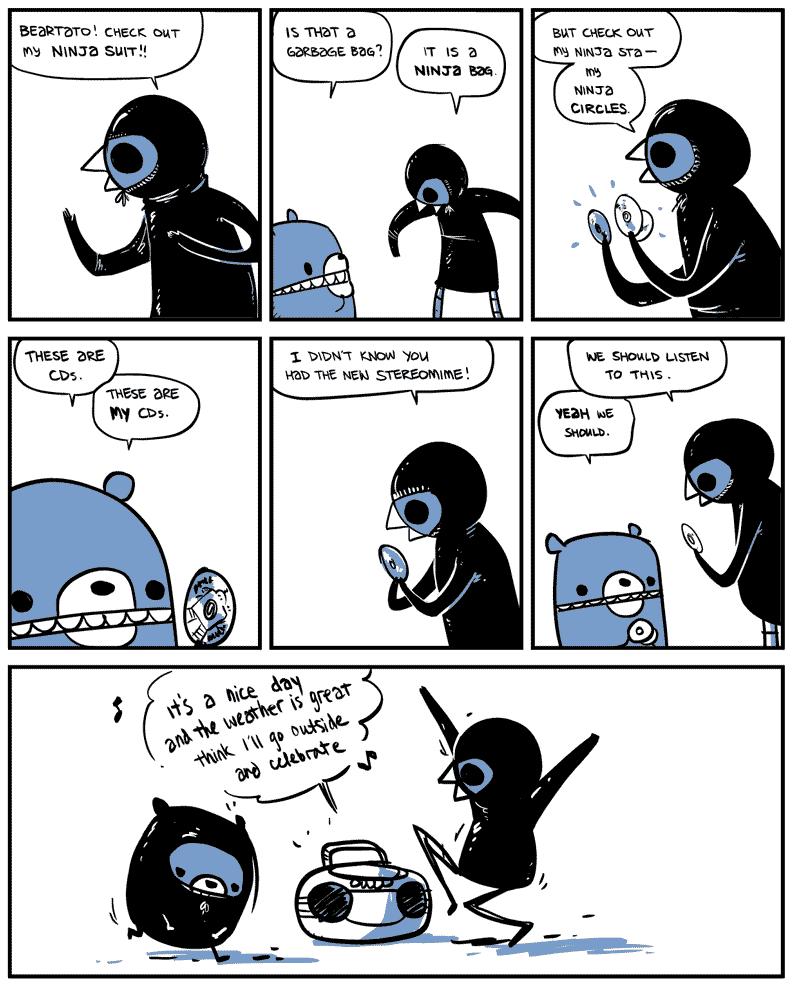 BEARTATO! CHECK OUT
MY NINJA SUIT!!
IS THAT A
GARBAGE BAG?
IT IS A
NINJA BAG.
BUT CHECK OUT
MY NINJA STA—
MY
NINJA
CIRCLES.
THESE ARE
CDs.
THESE ARE
MY CDs.
I DIDN'T KNOW YOU
HAD THE NEW STEREOMIME!
WE SHOULD LISTEN
TO THIS.
YEAH WE
SHOULD.
it's a nice day
and the weather is great
think I'll go outside
and celebrate